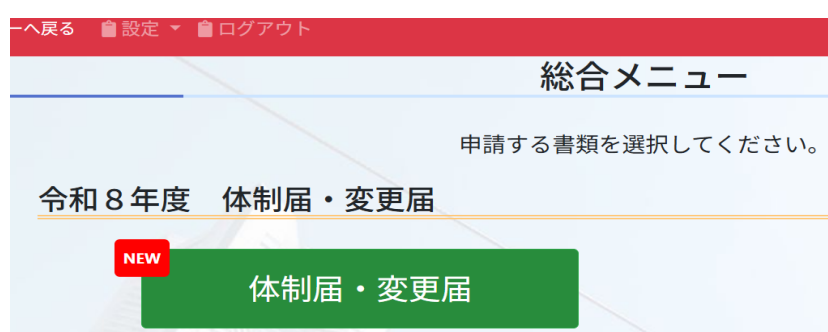 ーへ戻る 設定 ログアウト
総合メニュー
申請する書類を選択してください。
令和８年度　体制届・変更届
NEW
体制届・変更届